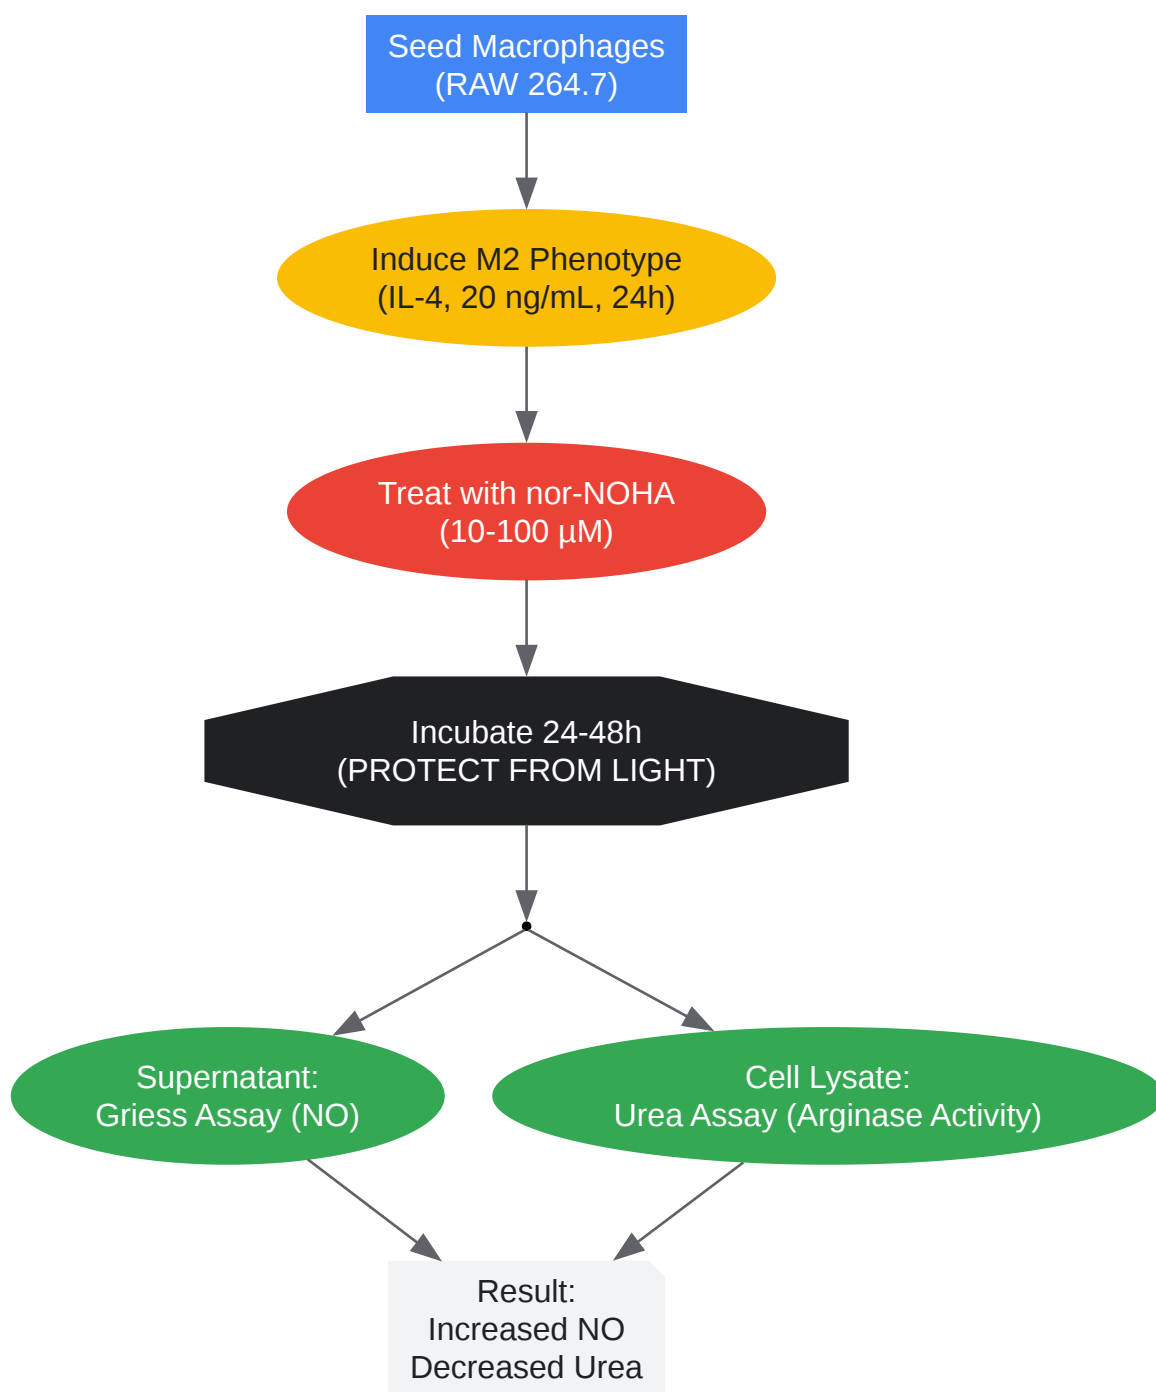 Seed Macrophages
(RAW 264.7)
Induce M2 Phenotype
(IL-4, 20 ng/mL, 24h)
Treat with nor-NOHA
(10-100 µM)
Incubate 24-48h
(PROTECT FROM LIGHT)
Supernatant:
Griess Assay (NO)
Cell Lysate:
Urea Assay (Arginase Activity)
Result:
Increased NO
Decreased Urea